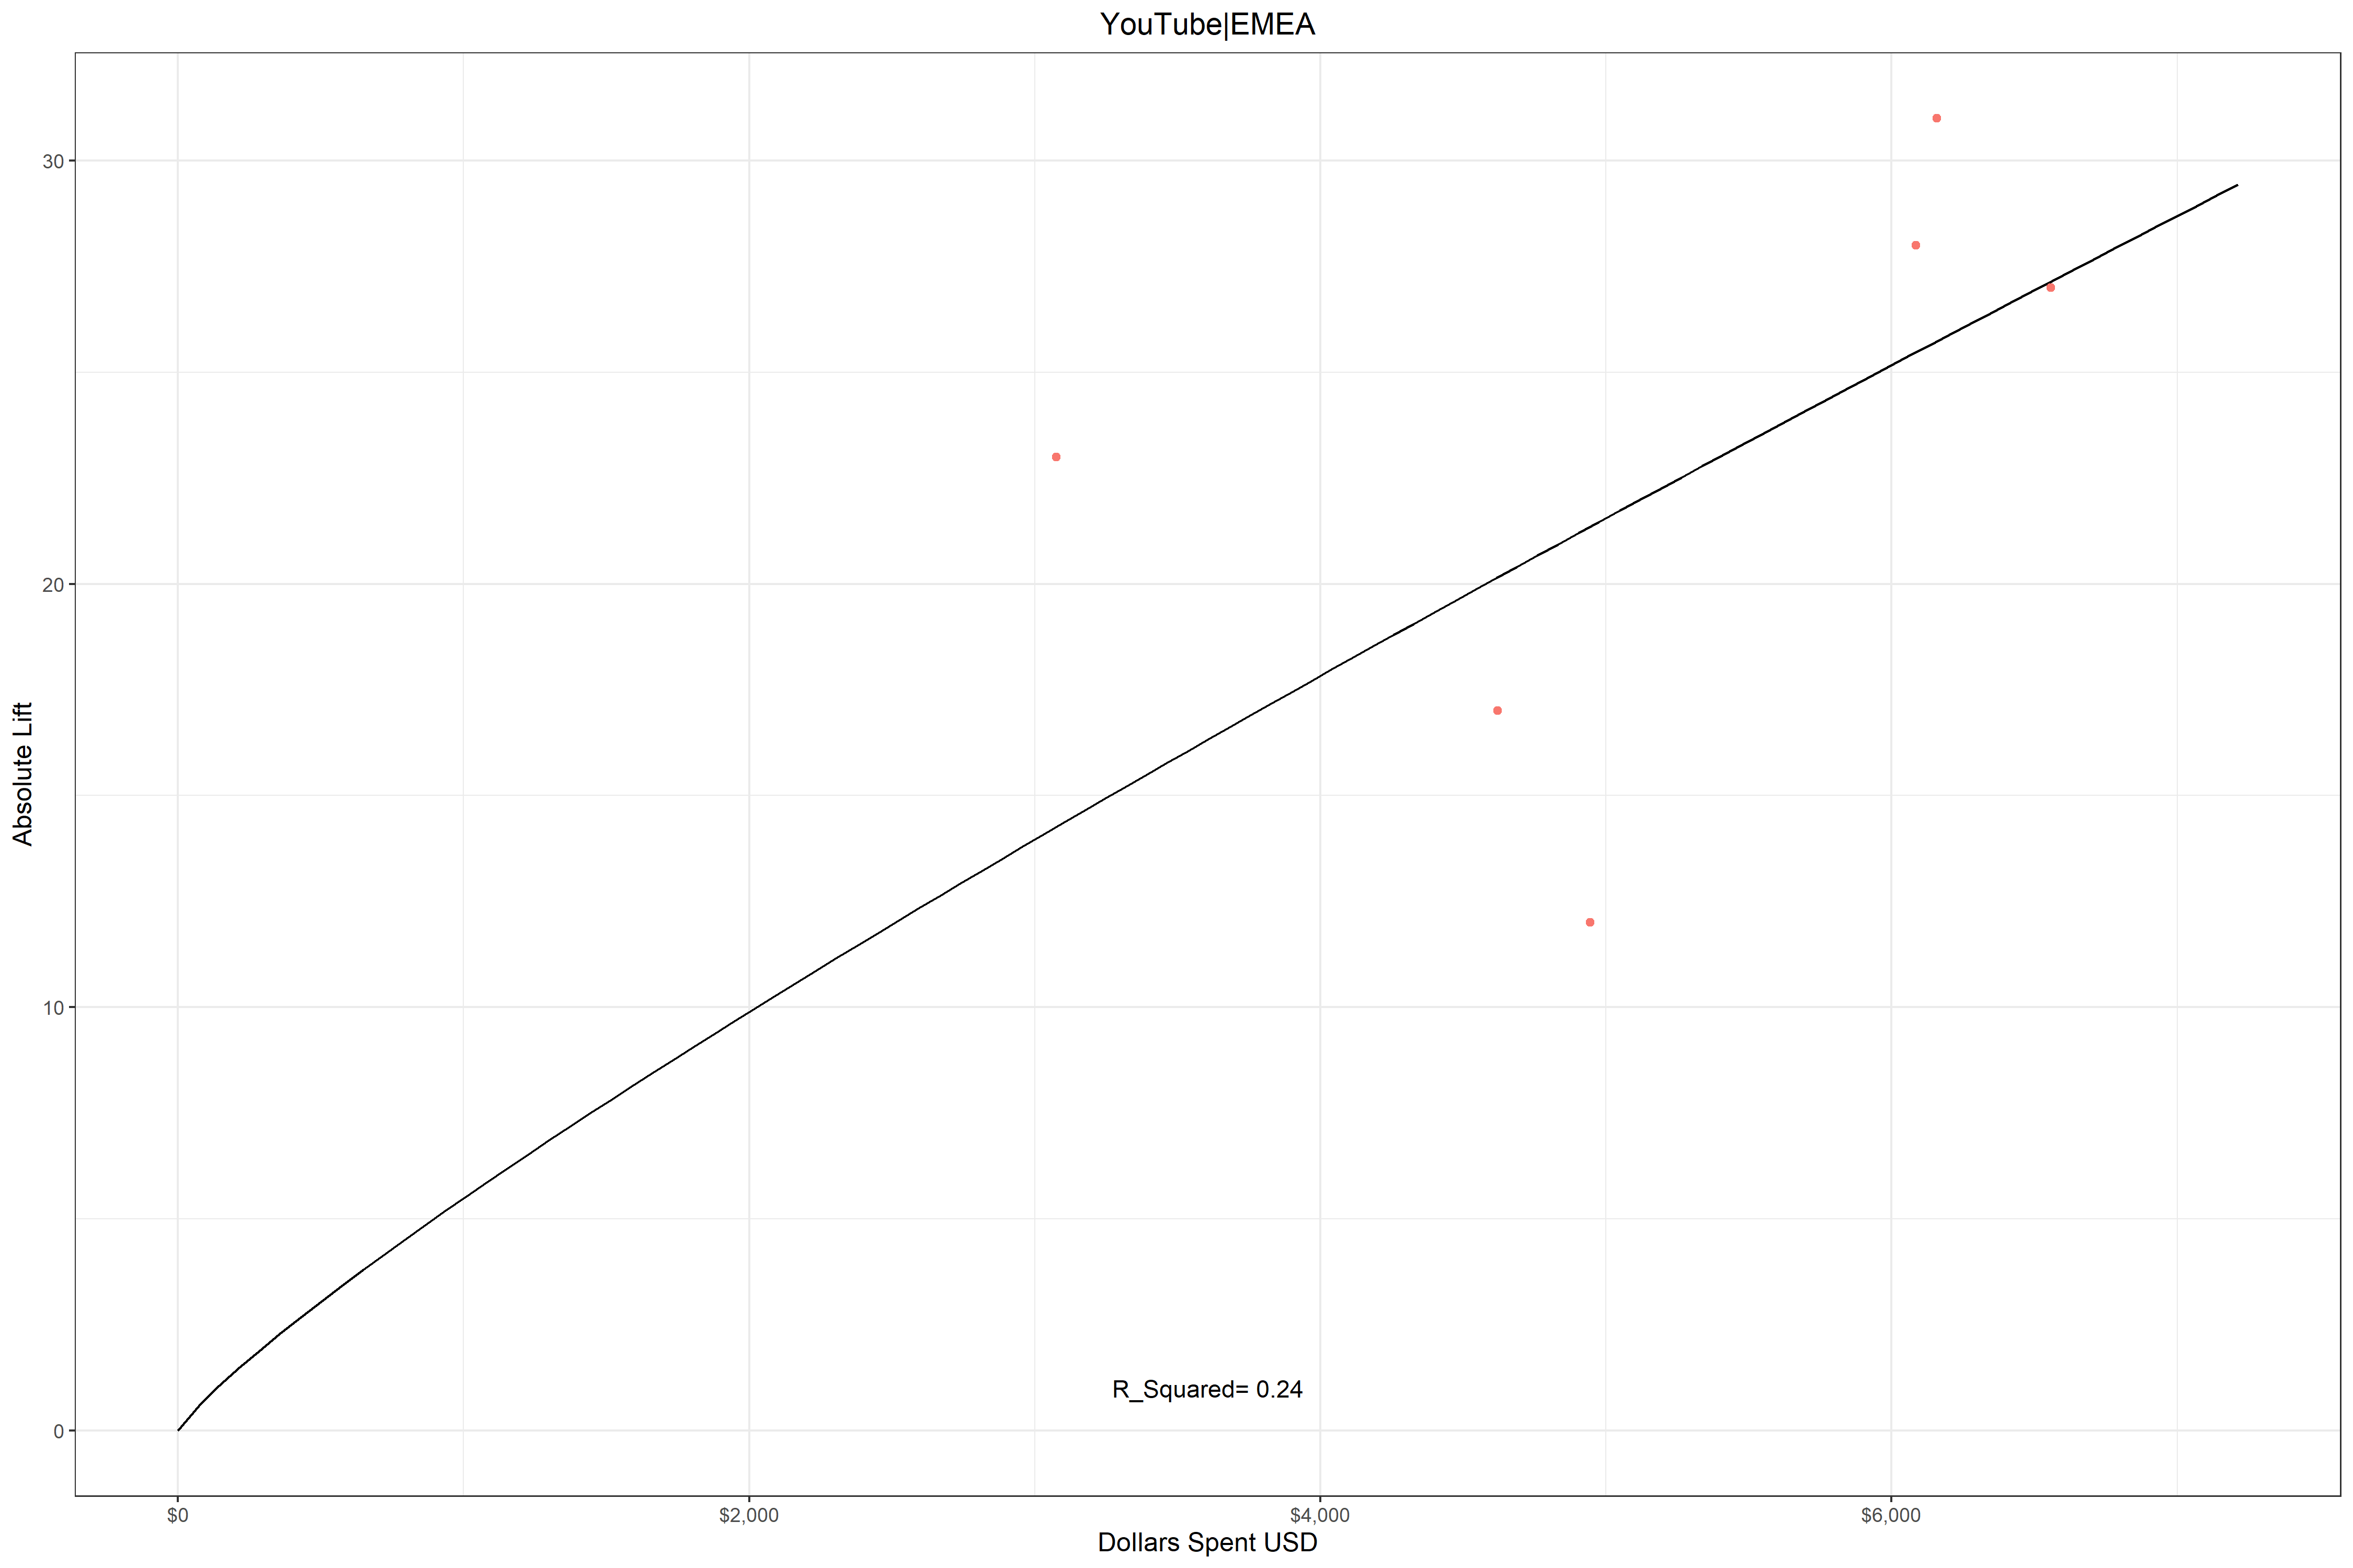 YouTube|EMEA
Absolute Lift
30
20
10
0
R_Squared= 0.24
$0
$2,000
$4,000
$6,000
Dollars Spent USD